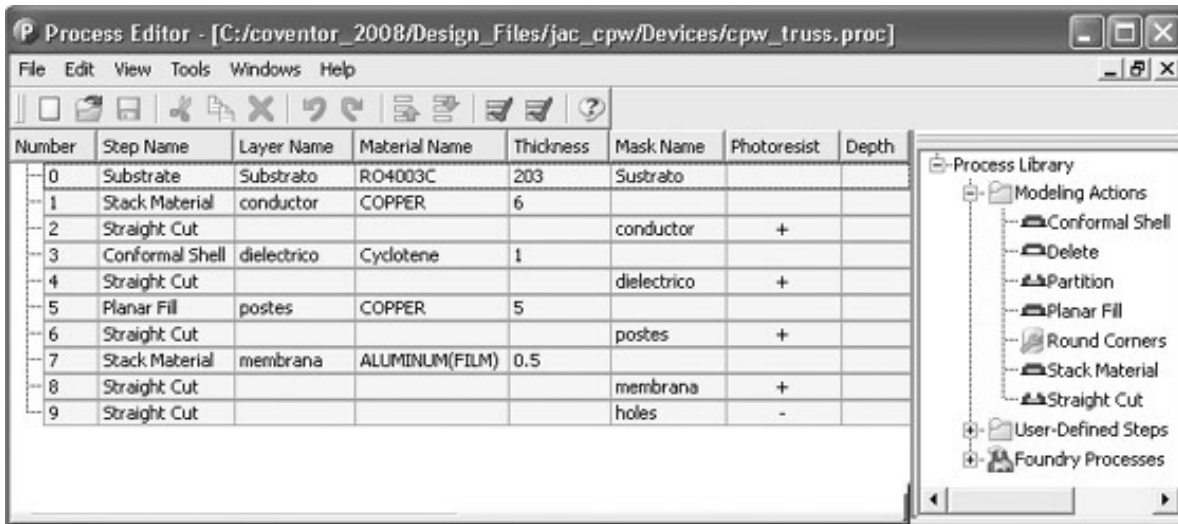 Process Editor - [C:/coventor_2008/Design_Files/jac_cpw/Devices/cpw_truss.proc]
File Edit View Tools Windows Help
Number Step Name Layer Name Material Name Thickness Mask Name Photoresist Depth
0 Substrate Substrato RO4003C 203 Sustrato
1 Stack Material conductor COPPER 6
2 Straight Cut conductor +
3 Conformal Shell dielectrico Cyclotene 1
4 Straight Cut dielectrico +
5 Planar Fill postes COPPER 5
6 Straight Cut postes +
7 Stack Material membrana ALUMINUM(FILM) 0.5
8 Straight Cut membrana +
9 Straight Cut holes -
Process Library
Modeling Actions
Conformal Shell
Delete
Partition
Planar Fill
Round Corners
Stack Material
Straight Cut
User-Defined Steps
Foundry Processes